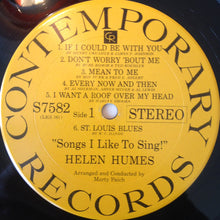 CONTEMPORARY
CR
1. IF I COULD BE WITH YOU
2. DON'T WORRY 'BOUT ME
3. MEAN TO ME
4. EVERY NOW AND THEN
5. I WANT A ROOF OVER MY HEAD
S7582
Side 1
STEREO
6. ST. LOUIS BLUES
"Songs I Like To Sing!"
HELEN HUMES
Arranged and Conducted by
Marty Paich
RECORDS